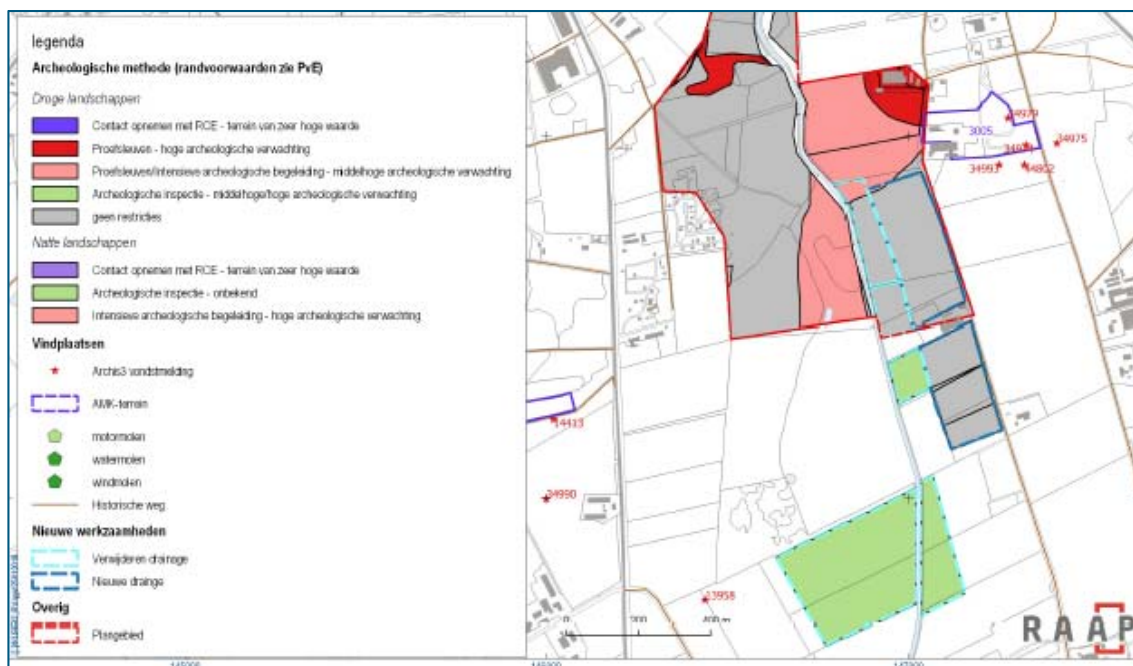 legenda
Archeologische methode (randvoorwaarden zie PvE)
Droge landschappen
Contact opnemen met RCE - terrein van zeer hoge waarde
Proefsleuven - hoge archeologische verwachting
Proefsleuven/Intensieve archeologische begeleiding - middelhoge archeologische verwachting
Archeologische inspectie - middelhoge/hoge archeologische verwachting
geen restricties
Natte landschappen
Contact opnemen met RCE - terrein van zeer hoge waarde
Archeologische inspectie - onbekend
Intensieve archeologische begeleiding - hoge archeologische verwachting
Vindplaatsen
Archis3 vondstmelding
AMK-terrein
motormolen
watermolen
windmolen
Historische weg
Nieuwe werkzaamheden
Verwijderen drainage
Nieuwe drainge
Overig
Plangebied
34979
3005
34975
34993
34802
14413
34990
13958
0 200 400 m
RAAP